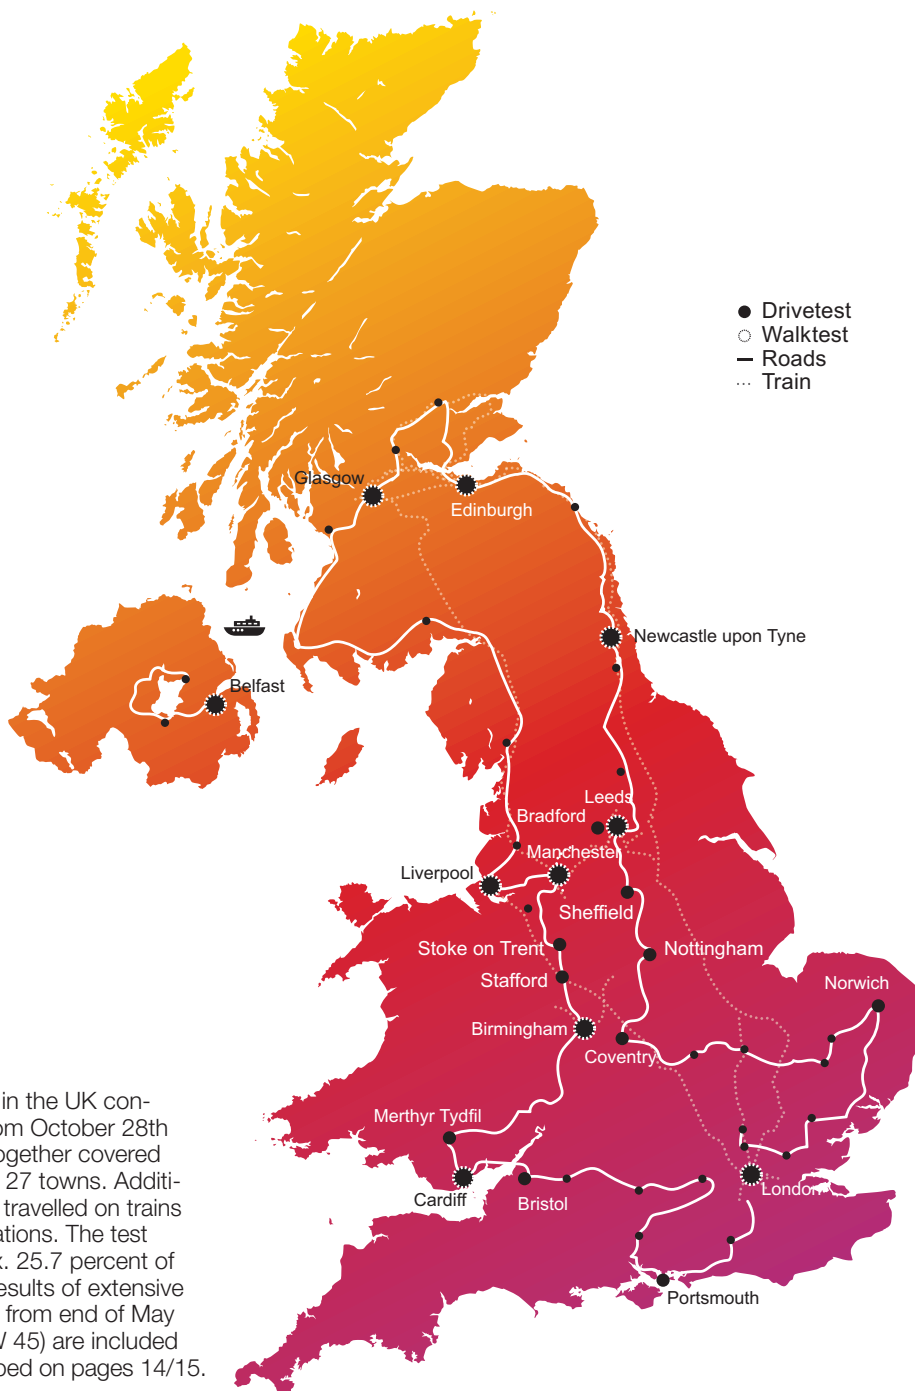 Drivetest
Walktest
Roads
Train
Glasgow
Edinburgh
Newcastle upon Tyne
Belfast
Leeds
Bradford
Manchester
Liverpool
Sheffield
Stoke on Trent
Nottingham
Stafford
Norwich
Birmingham
Coventry
Merthyr Tydfil
Cardiff
Bristol
London
Portsmouth
in the UK con-
om October 28th
ogether covered
27 towns. Additi-
travelled on trains
ations. The test
x. 25.7 percent of
esults of extensive
from end of May
W 45) are included
bed on pages 14/15.